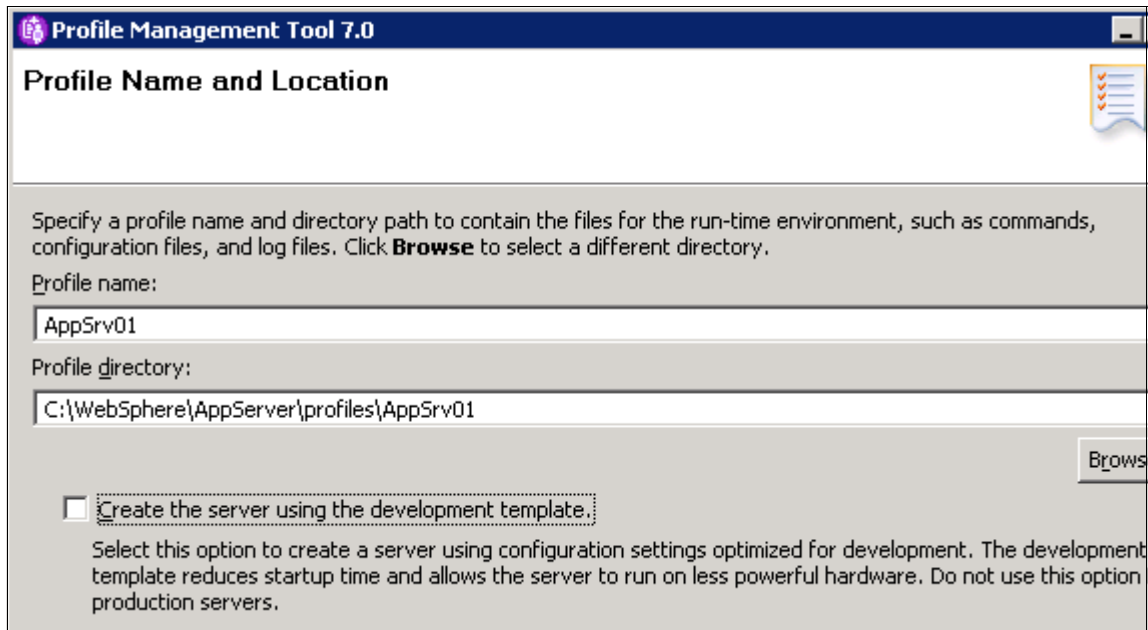 Profile Management Tool 7.0
Profile Name and Location
Specify a profile name and directory path to contain the files for the run-time environment, such as commands,
configuration files, and log files. Click Browse to select a different directory.
Profile name:
AppSrv01
Profile directory:
C:\WebSphere\AppServer\profiles\AppSrv01
Brows
Create the server using the development template.
Select this option to create a server using configuration settings optimized for development. The development
template reduces startup time and allows the server to run on less powerful hardware. Do not use this option
production servers.